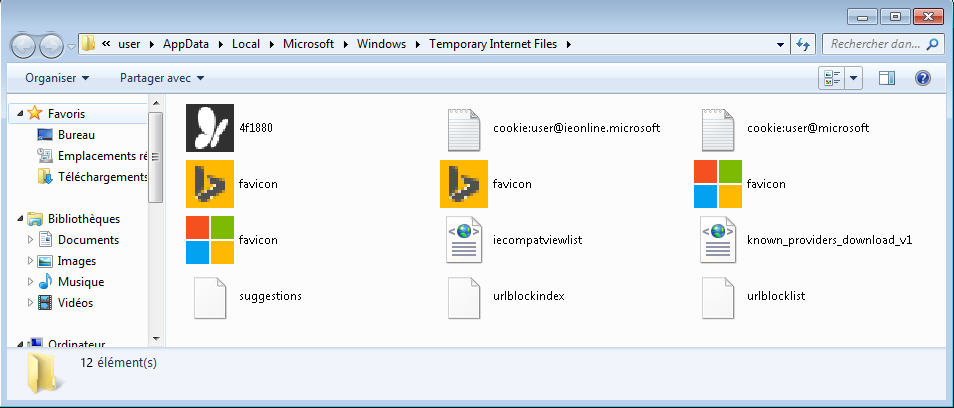 « user AppData Local Microsoft Windows Temporary Internet Files
Rechercher dan...
Organiser Partager avec
Favoris
Bureau
Emplacements ré
Téléchargements
Bibliothèques
Documents
Images
Musique
Vidéos
Ordinateur
4f1880
cookie:user@ieonline.microsoft
cookie:user@microsoft
favicon
favicon
favicon
favicon
iecompatviewlist
known_providers_download_v1
suggestions
urlblockindex
urlblocklist
12 élément(s)